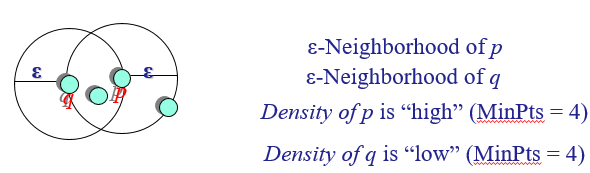 ε ε
q p
ε-Neighborhood of p
ε-Neighborhood of q
Density of p is “high” (MinPts = 4)
Density of q is “low” (MinPts = 4)